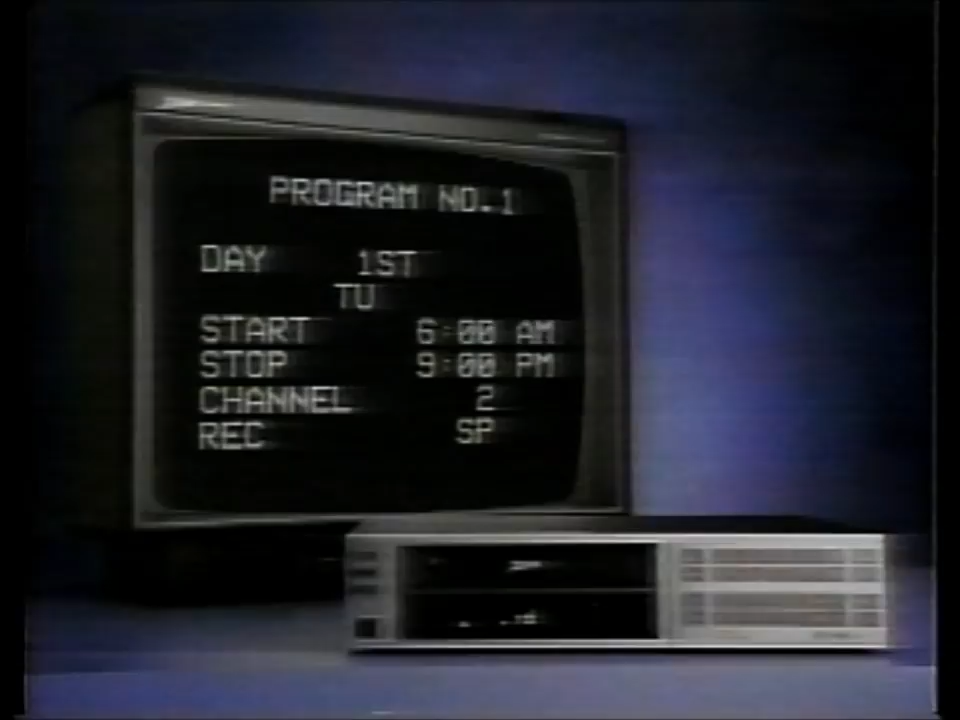 PROGRAM NO.1
DAY 1ST
TU
START 6:00 AM
STOP 9:00 PM
CHANNEL 2
REC SP